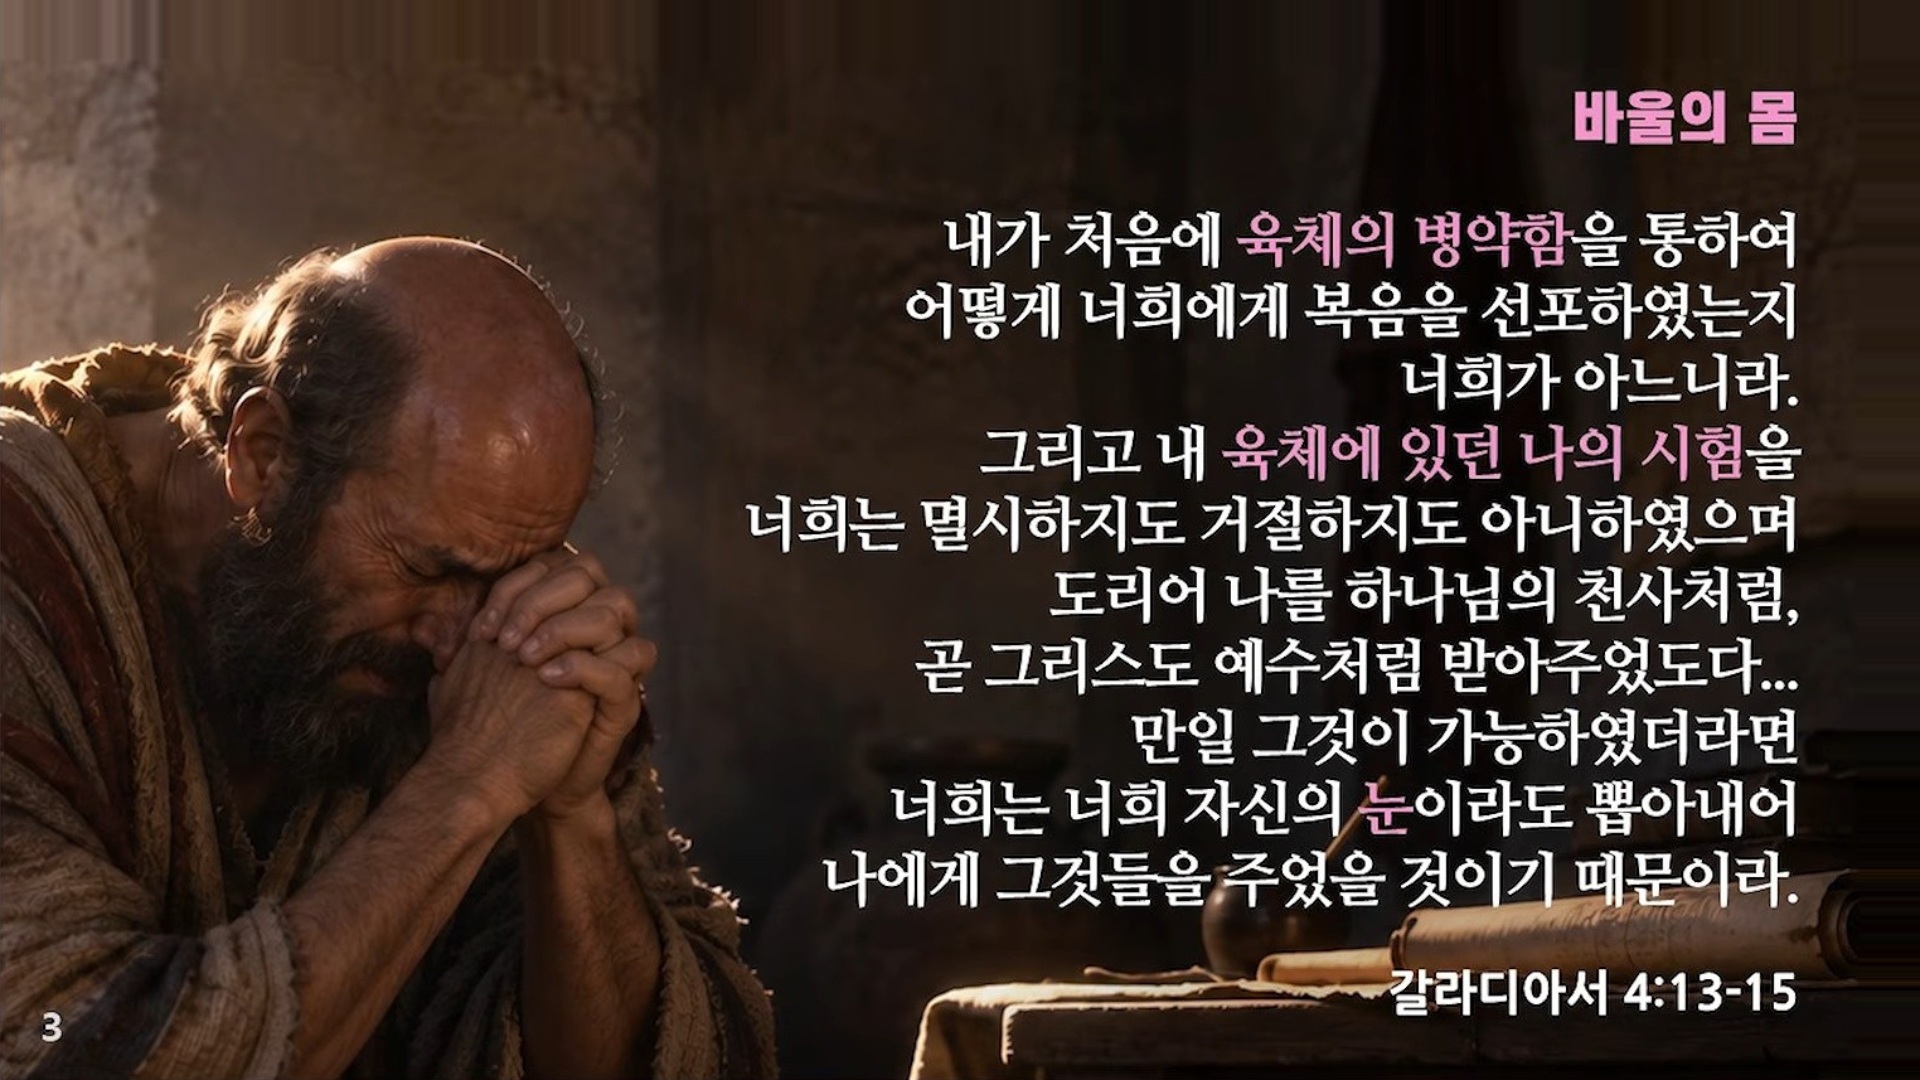 바울의 몸
내가 처음에 육체의 병약함을 통하여
어떻게 너희에게 복음을 선포하였는지
너희가 아느니라.
그리고 내 육체에 있던 나의 시험을
너희는 멸시하지도 거절하지도 아니하였으며
도리어 나를 하나님의 천사처럼,
곧 그리스도 예수처럼 받아주었도다...
만일 그것이 가능하였더라면
너희는 너희 자신의 눈이라도 뽑아내어
나에게 그것들을 주었을 것이기 때문이라.
갈라디아서 4:13-15
3